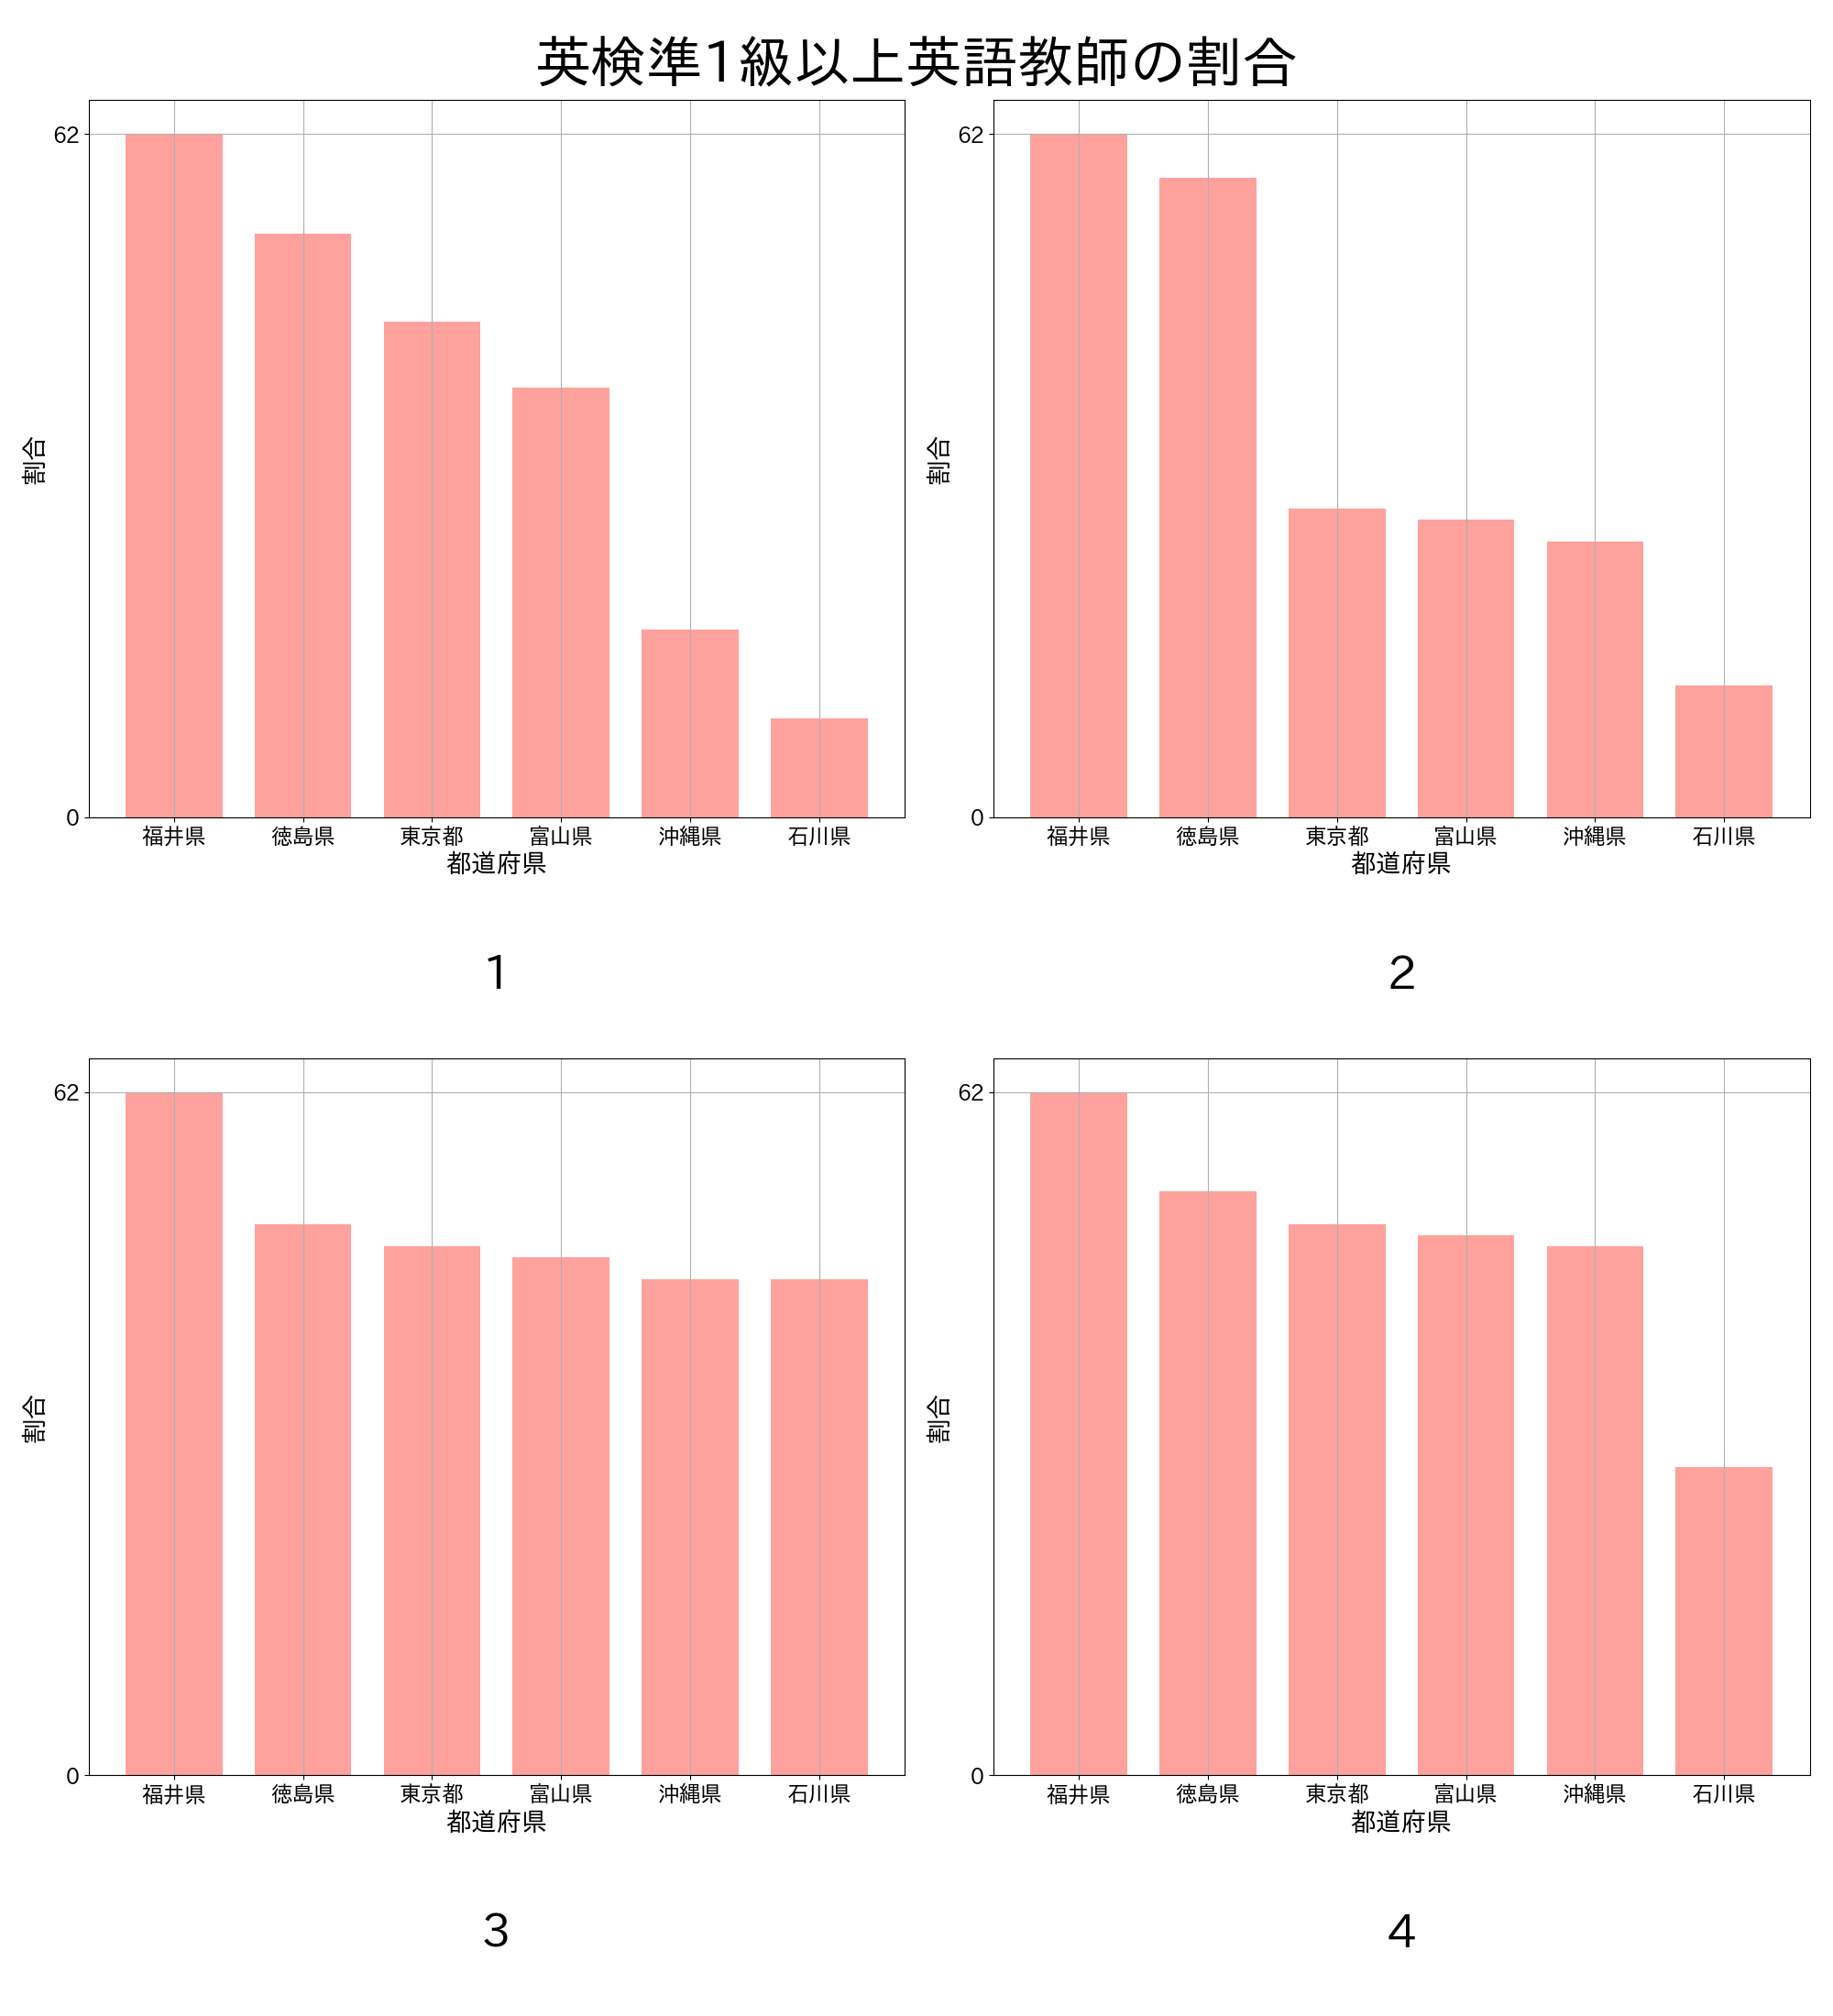 英検準1級以上英語教師の割合
62
0
割合
福井県 徳島県 東京都 富山県 沖縄県 石川県
都道府県
1
62
0
割合
福井県 徳島県 東京都 富山県 沖縄県 石川県
都道府県
2
62
0
割合
福井県 徳島県 東京都 富山県 沖縄県 石川県
都道府県
3
62
0
割合
福井県 徳島県 東京都 富山県 沖縄県 石川県
都道府県
4